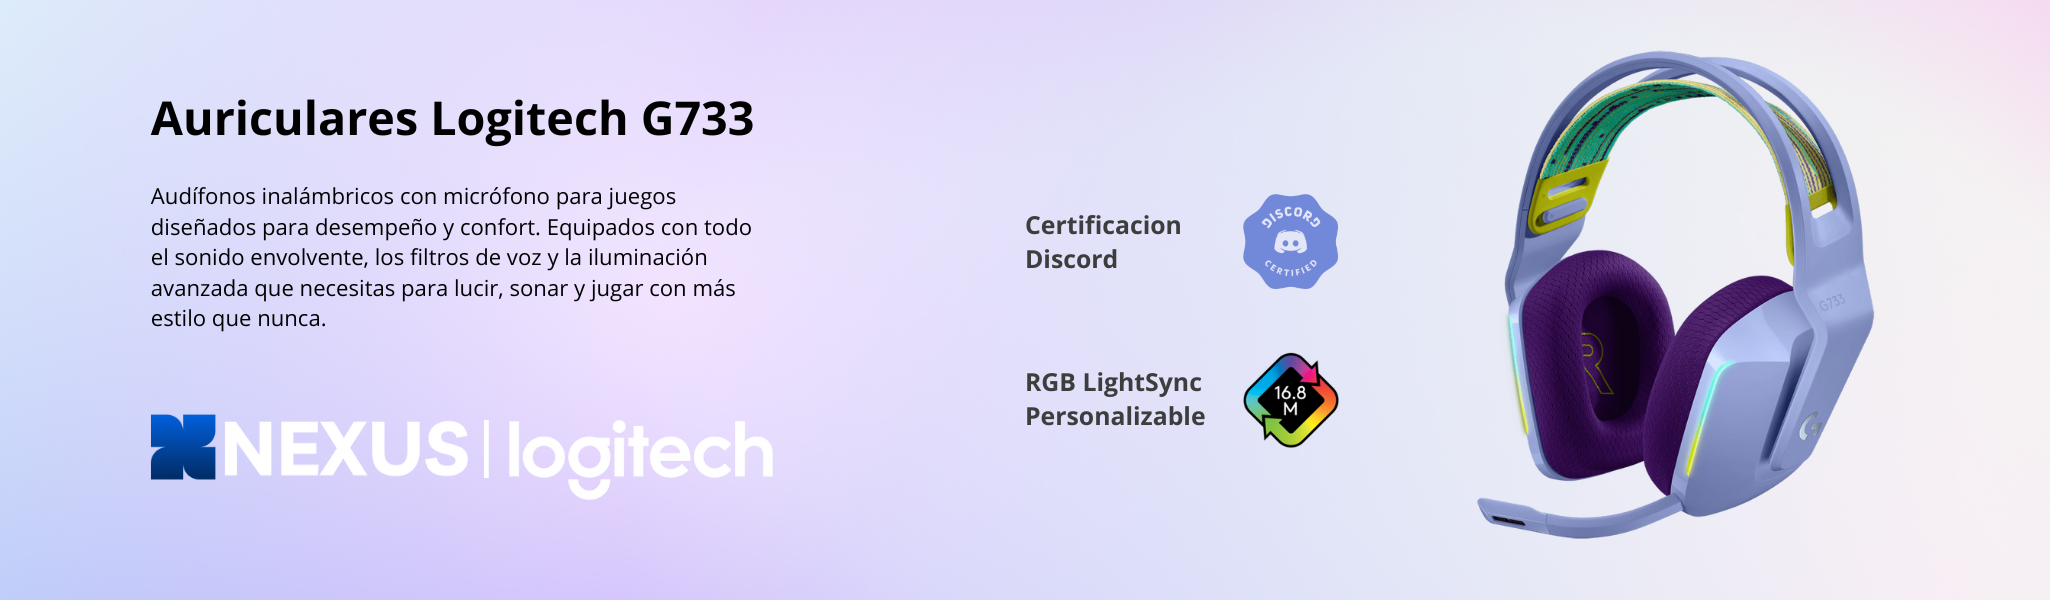 Auriculares Logitech G733
Audífonos inalámbricos con micrófono para juegos
diseñados para desempeño y confort. Equipados con todo
el sonido envolvente, los filtros de voz y la iluminación
avanzada que necesitas para lucir, sonar y jugar con más
estilo que nunca.
NEXUS | logitech
Certificacion
Discord
DISCORD
CERTIFIED
RGB LightSync
Personalizable
16.8
M
G733
R
G